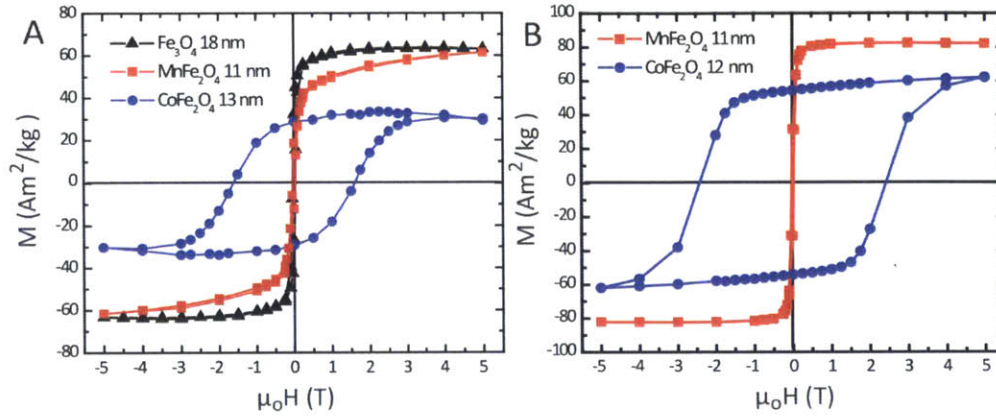 A
Fe₃O₄ 18 nm
MnFe₂O₄ 11 nm
CoFe₂O₄ 13 nm
M (Am²/kg)
80
60
40
20
0
-20
-40
-60
-80
-5 -4 -3 -2 -1 0 1 2 3 4 5
μₒH (T)
B
MnFe₂O₄ 11 nm
CoFe₂O₄ 12 nm
M (Am²/kg)
100
80
60
40
20
0
-20
-40
-60
-80
-100
-5 -4 -3 -2 -1 0 1 2 3 4 5
μₒH (T)